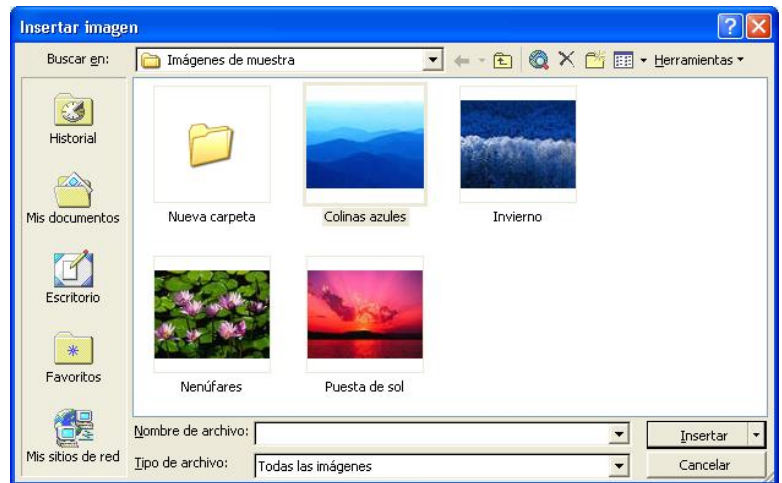 Insertar imagen
Buscar en: Imágenes de muestra Herramientas
Historial
Mis documentos
Escritorio
Favoritos
Mis sitios de red
Nueva carpeta Colinas azules Invierno
Nenúfares Puesta de sol
Nombre de archivo: Insertar
Tipo de archivo: Todas las imágenes Cancelar